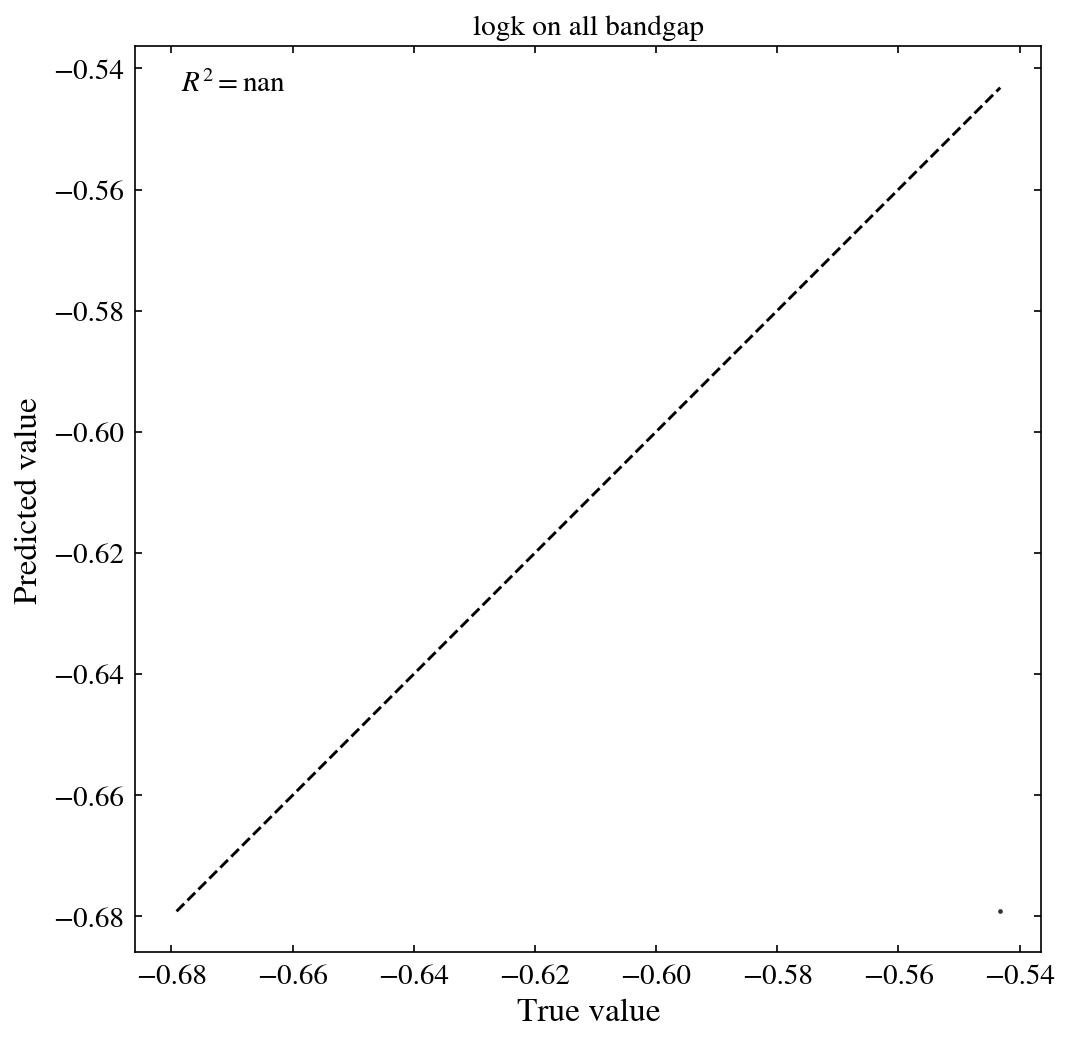 logk on all bandgap
R² = nan
Predicted value
−0.54
−0.56
−0.58
−0.60
−0.62
−0.64
−0.66
−0.68
−0.68 −0.66 −0.64 −0.62 −0.60 −0.58 −0.56 −0.54
True value